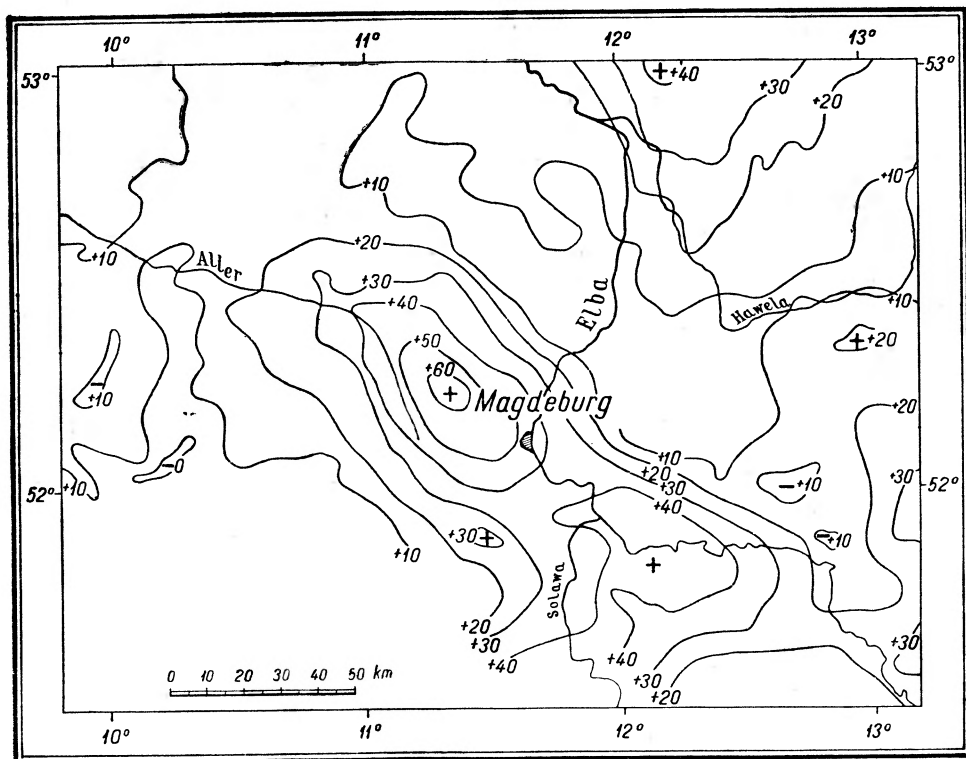 10° 11° 12° 13°
53° +40 53°
+30
+20
+10 +10
+20
Aller
+10 +30
Elba
+40 Hawela +10
+50 +20
+60
+10 Magdeburg
+20
+10
-0 +20 +30
+10 +30
52° +10 52°
+40
+30 +10
+10
Solawa
+20
+30 +30
+40 +40
+30
0 10 20 30 40 50 km +20
10° 11° 12° 13°